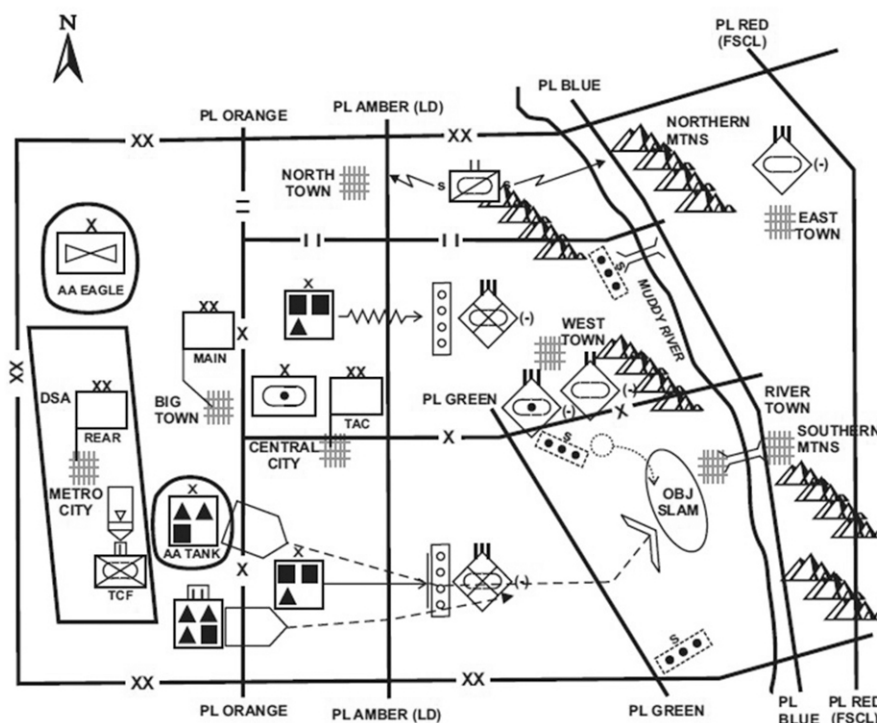 N
PL RED
(FSCL)
PL BLUE
PL ORANGE
PL AMBER (LD)
XX
XX
NORTHERN
MTNS
NORTH
TOWN
S
S
(-)
EAST
TOWN
II
I I
I I
X
AA EAGLE
XX
MAIN
X
X
S
MUDDY RIVER
(-)
WEST
TOWN
XX
DSA
XX
REAR
BIG
TOWN
X
XX
TAC
PL GREEN
(-)
(-)
X
RIVER
TOWN
X
CENTRAL
CITY
X
S
SOUTHERN
MTNS
METRO
CITY
X
AA TANK
OBJ
SLAM
TCF
X
X
(-)
II
S
XX
XX
PL ORANGE
PL AMBER (LD)
PL GREEN
PL
BLUE
PL RED
(FSCL)